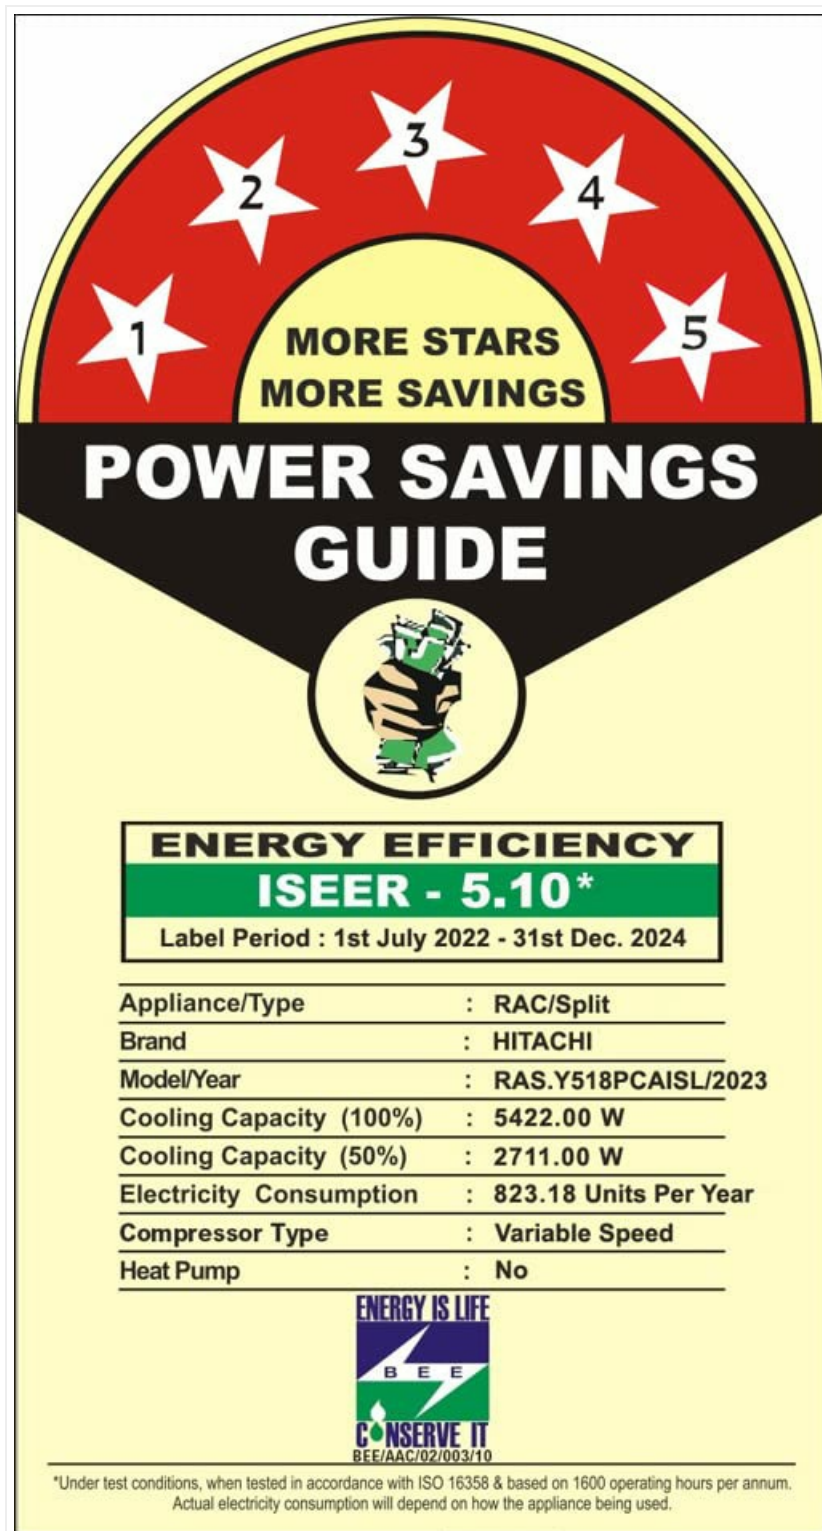 1
2
3
4
5
MORE STARS
MORE SAVINGS
POWER SAVINGS
GUIDE
ENERGY EFFICIENCY
ISEER - 5.10*
Label Period : 1st July 2022 - 31st Dec. 2024
Appliance/Type : RAC/Split
Brand : HITACHI
Model/Year : RAS.Y518PCAISL/2023
Cooling Capacity (100%) : 5422.00 W
Cooling Capacity (50%) : 2711.00 W
Electricity Consumption : 823.18 Units Per Year
Compressor Type : Variable Speed
Heat Pump : No
ENERGY IS LIFE
BEE
CONSERVE IT
BEE/AAC/02/003/10
*Under test conditions, when tested in accordance with ISO 16358 & based on 1600 operating hours per annum.
Actual electricity consumption will depend on how the appliance being used.